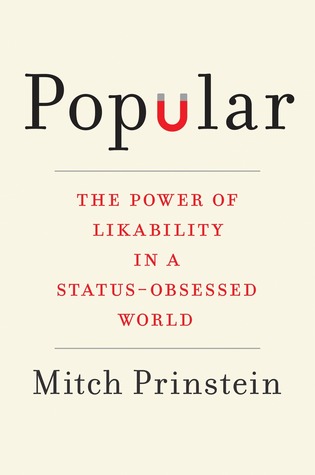 Popular
THE POWER OF
LIKABILITY
IN A
STATUS-OBSESSED
WORLD
Mitch Prinstein